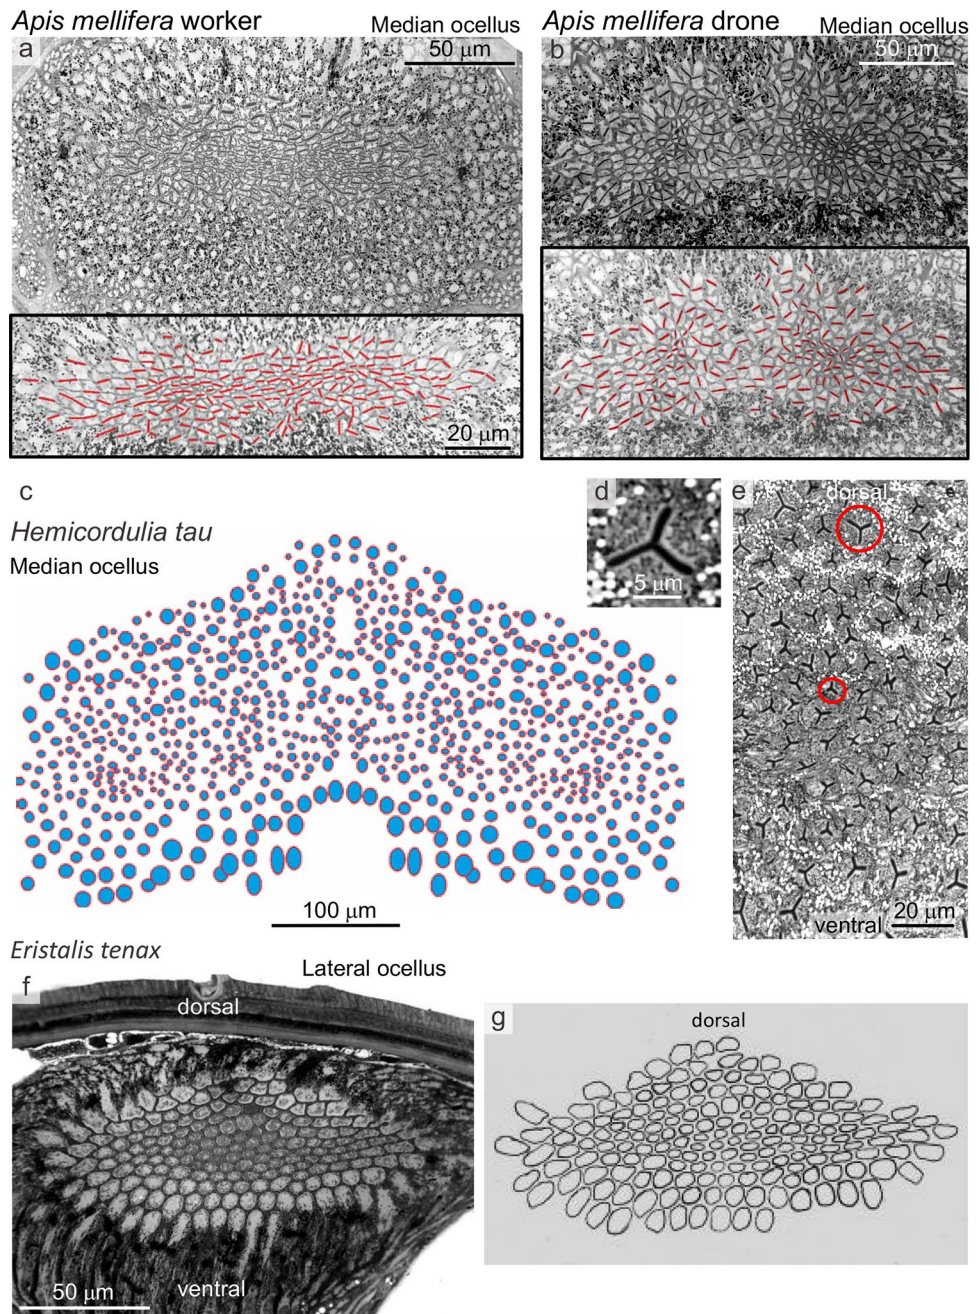 Apis mellifera worker
Median ocellus
a
50 μm
20 μm
Apis mellifera drone
Median ocellus
b
50 μm
c
Hemicordulia tau
Median ocellus
100 μm
d
5 μm
e
dorsal
e
ventral
20 μm
Eristalis tenax
Lateral ocellus
f
dorsal
ventral
50 μm
g
dorsal